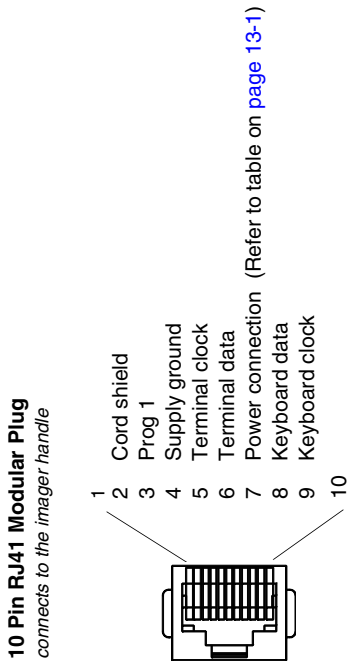 10 Pin RJ41 Modular Plug
connects to the imager handle
1
2 Cord shield
3 Prog 1
4 Supply ground
5 Terminal clock
6 Terminal data
7 Power connection (Refer to table on page 13-1)
8 Keyboard data
9 Keyboard clock
10